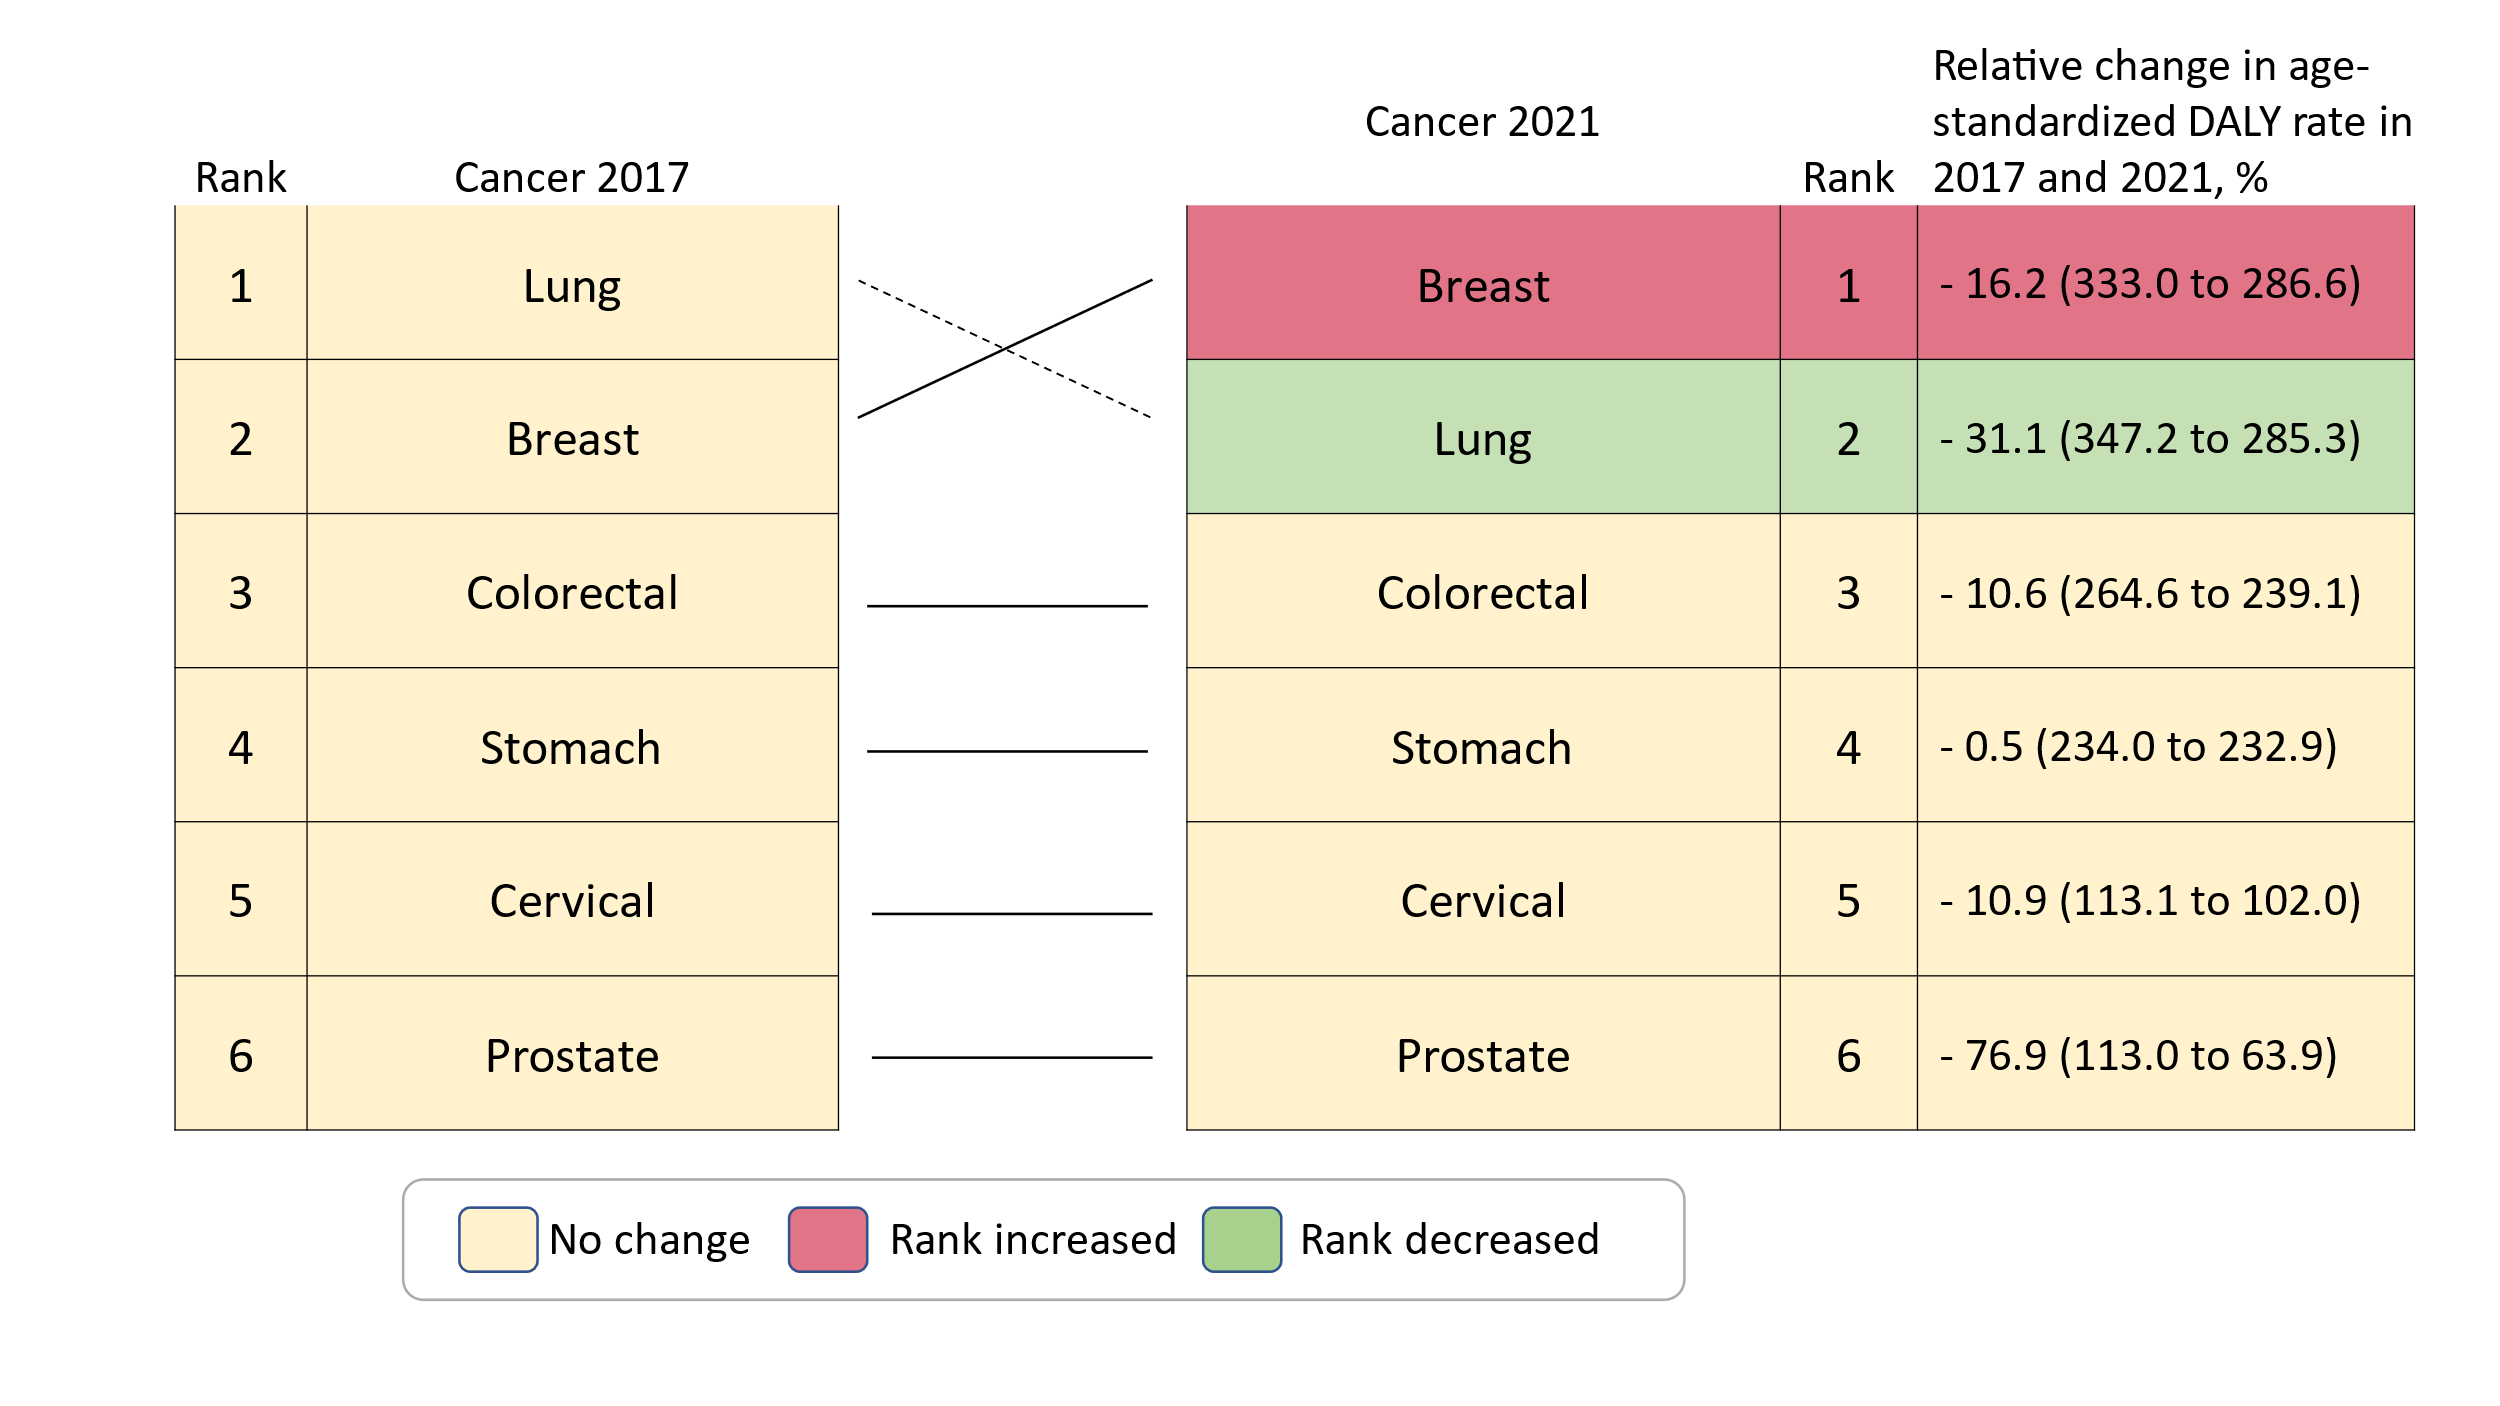 Relative change in age-
standardized DALY rate in
2017 and 2021, %
Cancer 2021
Rank Cancer 2017 Rank
1 Lung Breast 1 - 16.2 (333.0 to 286.6)
2 Breast Lung 2 - 31.1 (347.2 to 285.3)
3 Colorectal Colorectal 3 - 10.6 (264.6 to 239.1)
4 Stomach Stomach 4 - 0.5 (234.0 to 232.9)
5 Cervical Cervical 5 - 10.9 (113.1 to 102.0)
6 Prostate Prostate 6 - 76.9 (113.0 to 63.9)
No change Rank increased Rank decreased